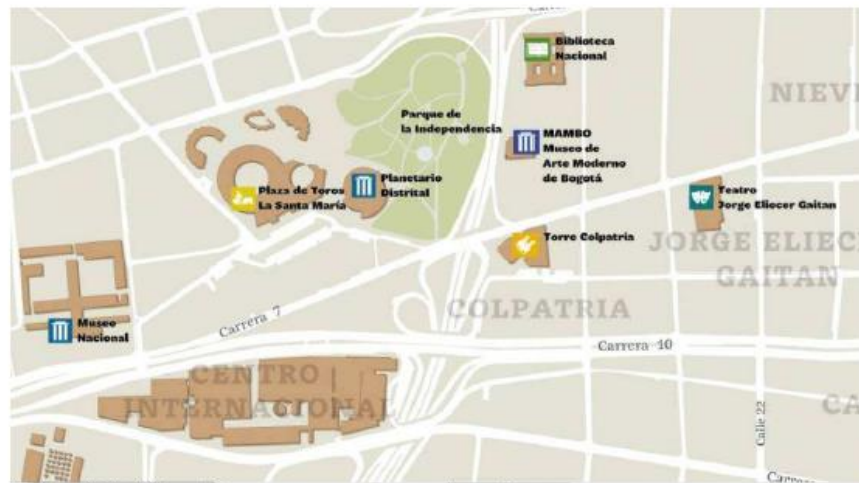 Carrera
Biblioteca
Nacional
NIEV
Parque de
la Independencia
MAMBO
Museo de
Arte Moderno
de Bogotá
Planetario
Distrital
Plaza de Toros
La Santa María
Teatro
Jorge Eliecer Gaitan
Torre Colpatria
JORGE ELIEC
GAITAN
COLPATRIA
Carrera 7
Museo
Nacional
Carrera 10
CENTRO
INTERNACIONAL
CA
Calle 22
Carrera